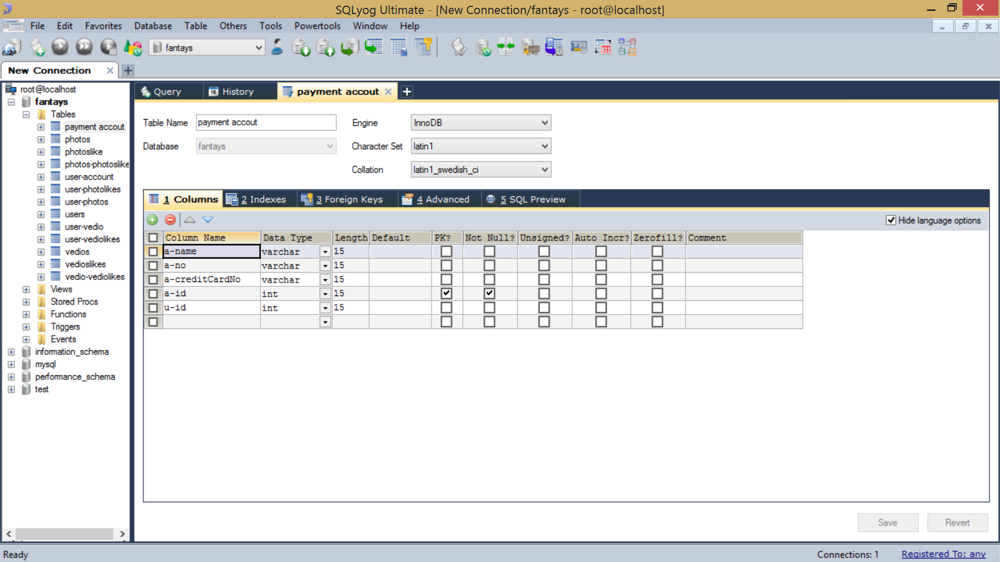 SQLyog Ultimate - [New Connection/fantays - root@localhost]
File Edit Favorites Database Table Others Tools Powertools Window Help
fantays
New Connection
root@localhost
fantays
Tables
payment accout
photos
photoslike
photos-photoslike
user-account
user-photolikes
user-photos
users
user-vedio
user-vediolikes
vedios
vedioslikes
vedio-vediolikes
Views
Stored Procs
Functions
Triggers
Events
information_schema
mysql
performance_schema
test
Query 18 History payment accout
Table Name payment accout Engine InnoDB
Database fantays Character Set latin1
Collation latin1_swedish_ci
1 Columns 2 Indexes 3 Foreign Keys 4 Advanced 5 SQL Preview
Hide language options
Column Name Data Type Length Default PK? Not Null? Unsigned? Auto Incr? Zerofill? Comment
a-name varchar 15
a-no varchar 15
a-creditCardNo varchar 15
a-id int 15
u-id int 15
Save Revert
Ready Connections: 1 Registered To: any